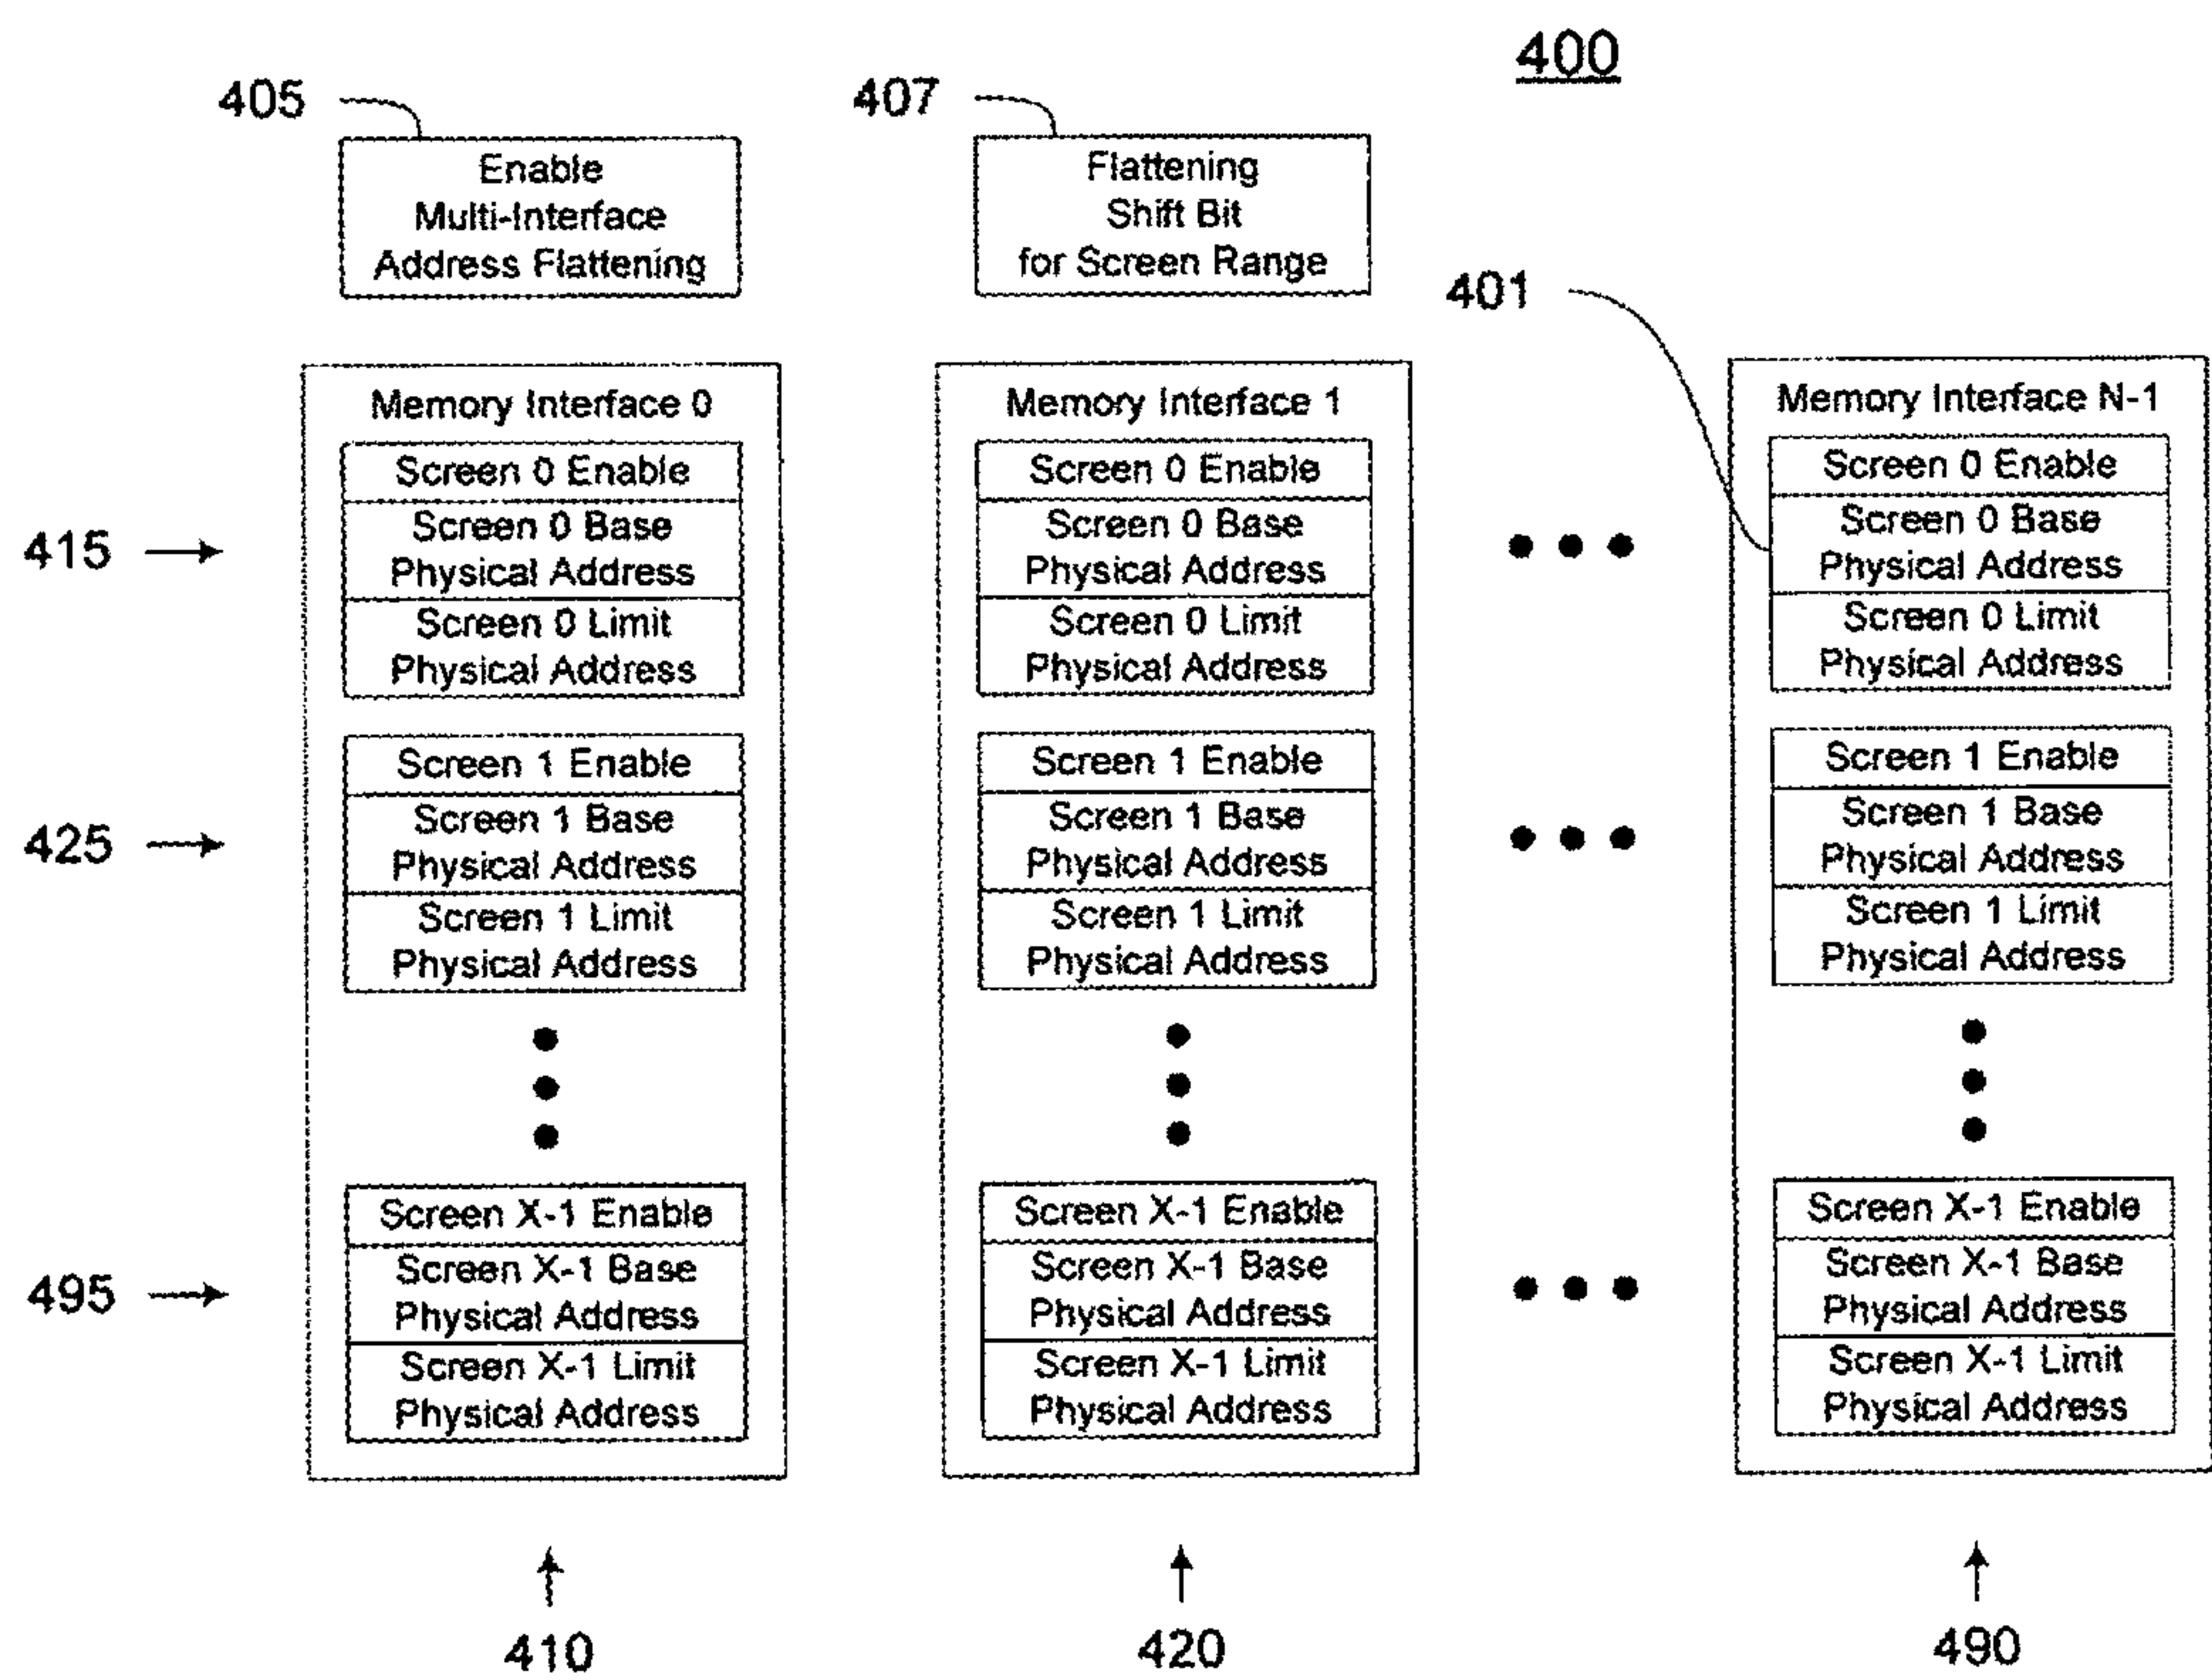 400
405
Enable
Multi-Interface
Address Flattening
407
Flattening
Shift Bit
for Screen Range
401
Memory Interface 0
Screen 0 Enable
Screen 0 Base
Physical Address
Screen 0 Limit
Physical Address
Screen 1 Enable
Screen 1 Base
Physical Address
Screen 1 Limit
Physical Address
Screen X-1 Enable
Screen X-1 Base
Physical Address
Screen X-1 Limit
Physical Address
Memory Interface 1
Screen 0 Enable
Screen 0 Base
Physical Address
Screen 0 Limit
Physical Address
Screen 1 Enable
Screen 1 Base
Physical Address
Screen 1 Limit
Physical Address
Screen X-1 Enable
Screen X-1 Base
Physical Address
Screen X-1 Limit
Physical Address
Memory Interface N-1
Screen 0 Enable
Screen 0 Base
Physical Address
Screen 0 Limit
Physical Address
Screen 1 Enable
Screen 1 Base
Physical Address
Screen 1 Limit
Physical Address
Screen X-1 Enable
Screen X-1 Base
Physical Address
Screen X-1 Limit
Physical Address
415
425
495
410
420
490